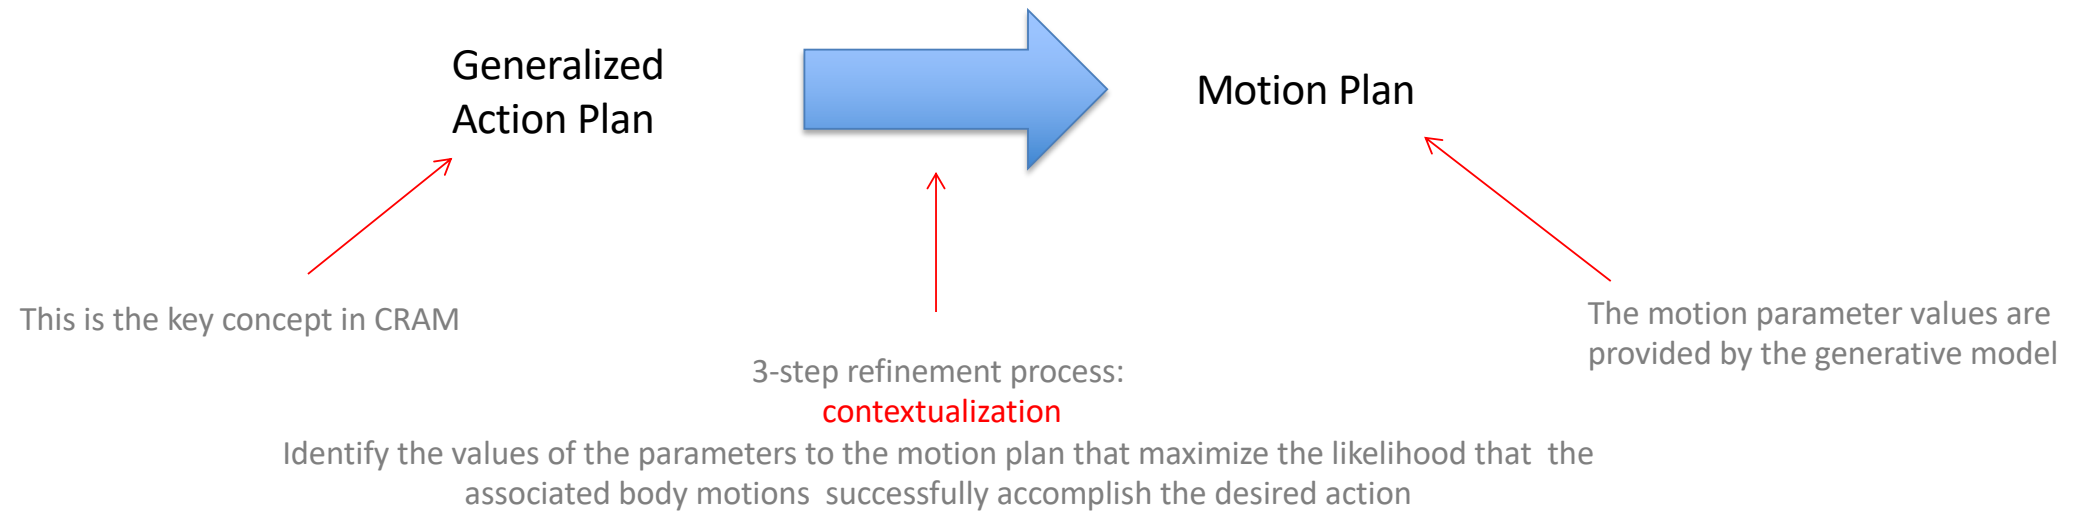 Generalized
Action Plan
Motion Plan
This is the key concept in CRAM
The motion parameter values are
provided by the generative model
3-step refinement process:
contextualization
Identify the values of the parameters to the motion plan that maximize the likelihood that the
associated body motions successfully accomplish the desired action